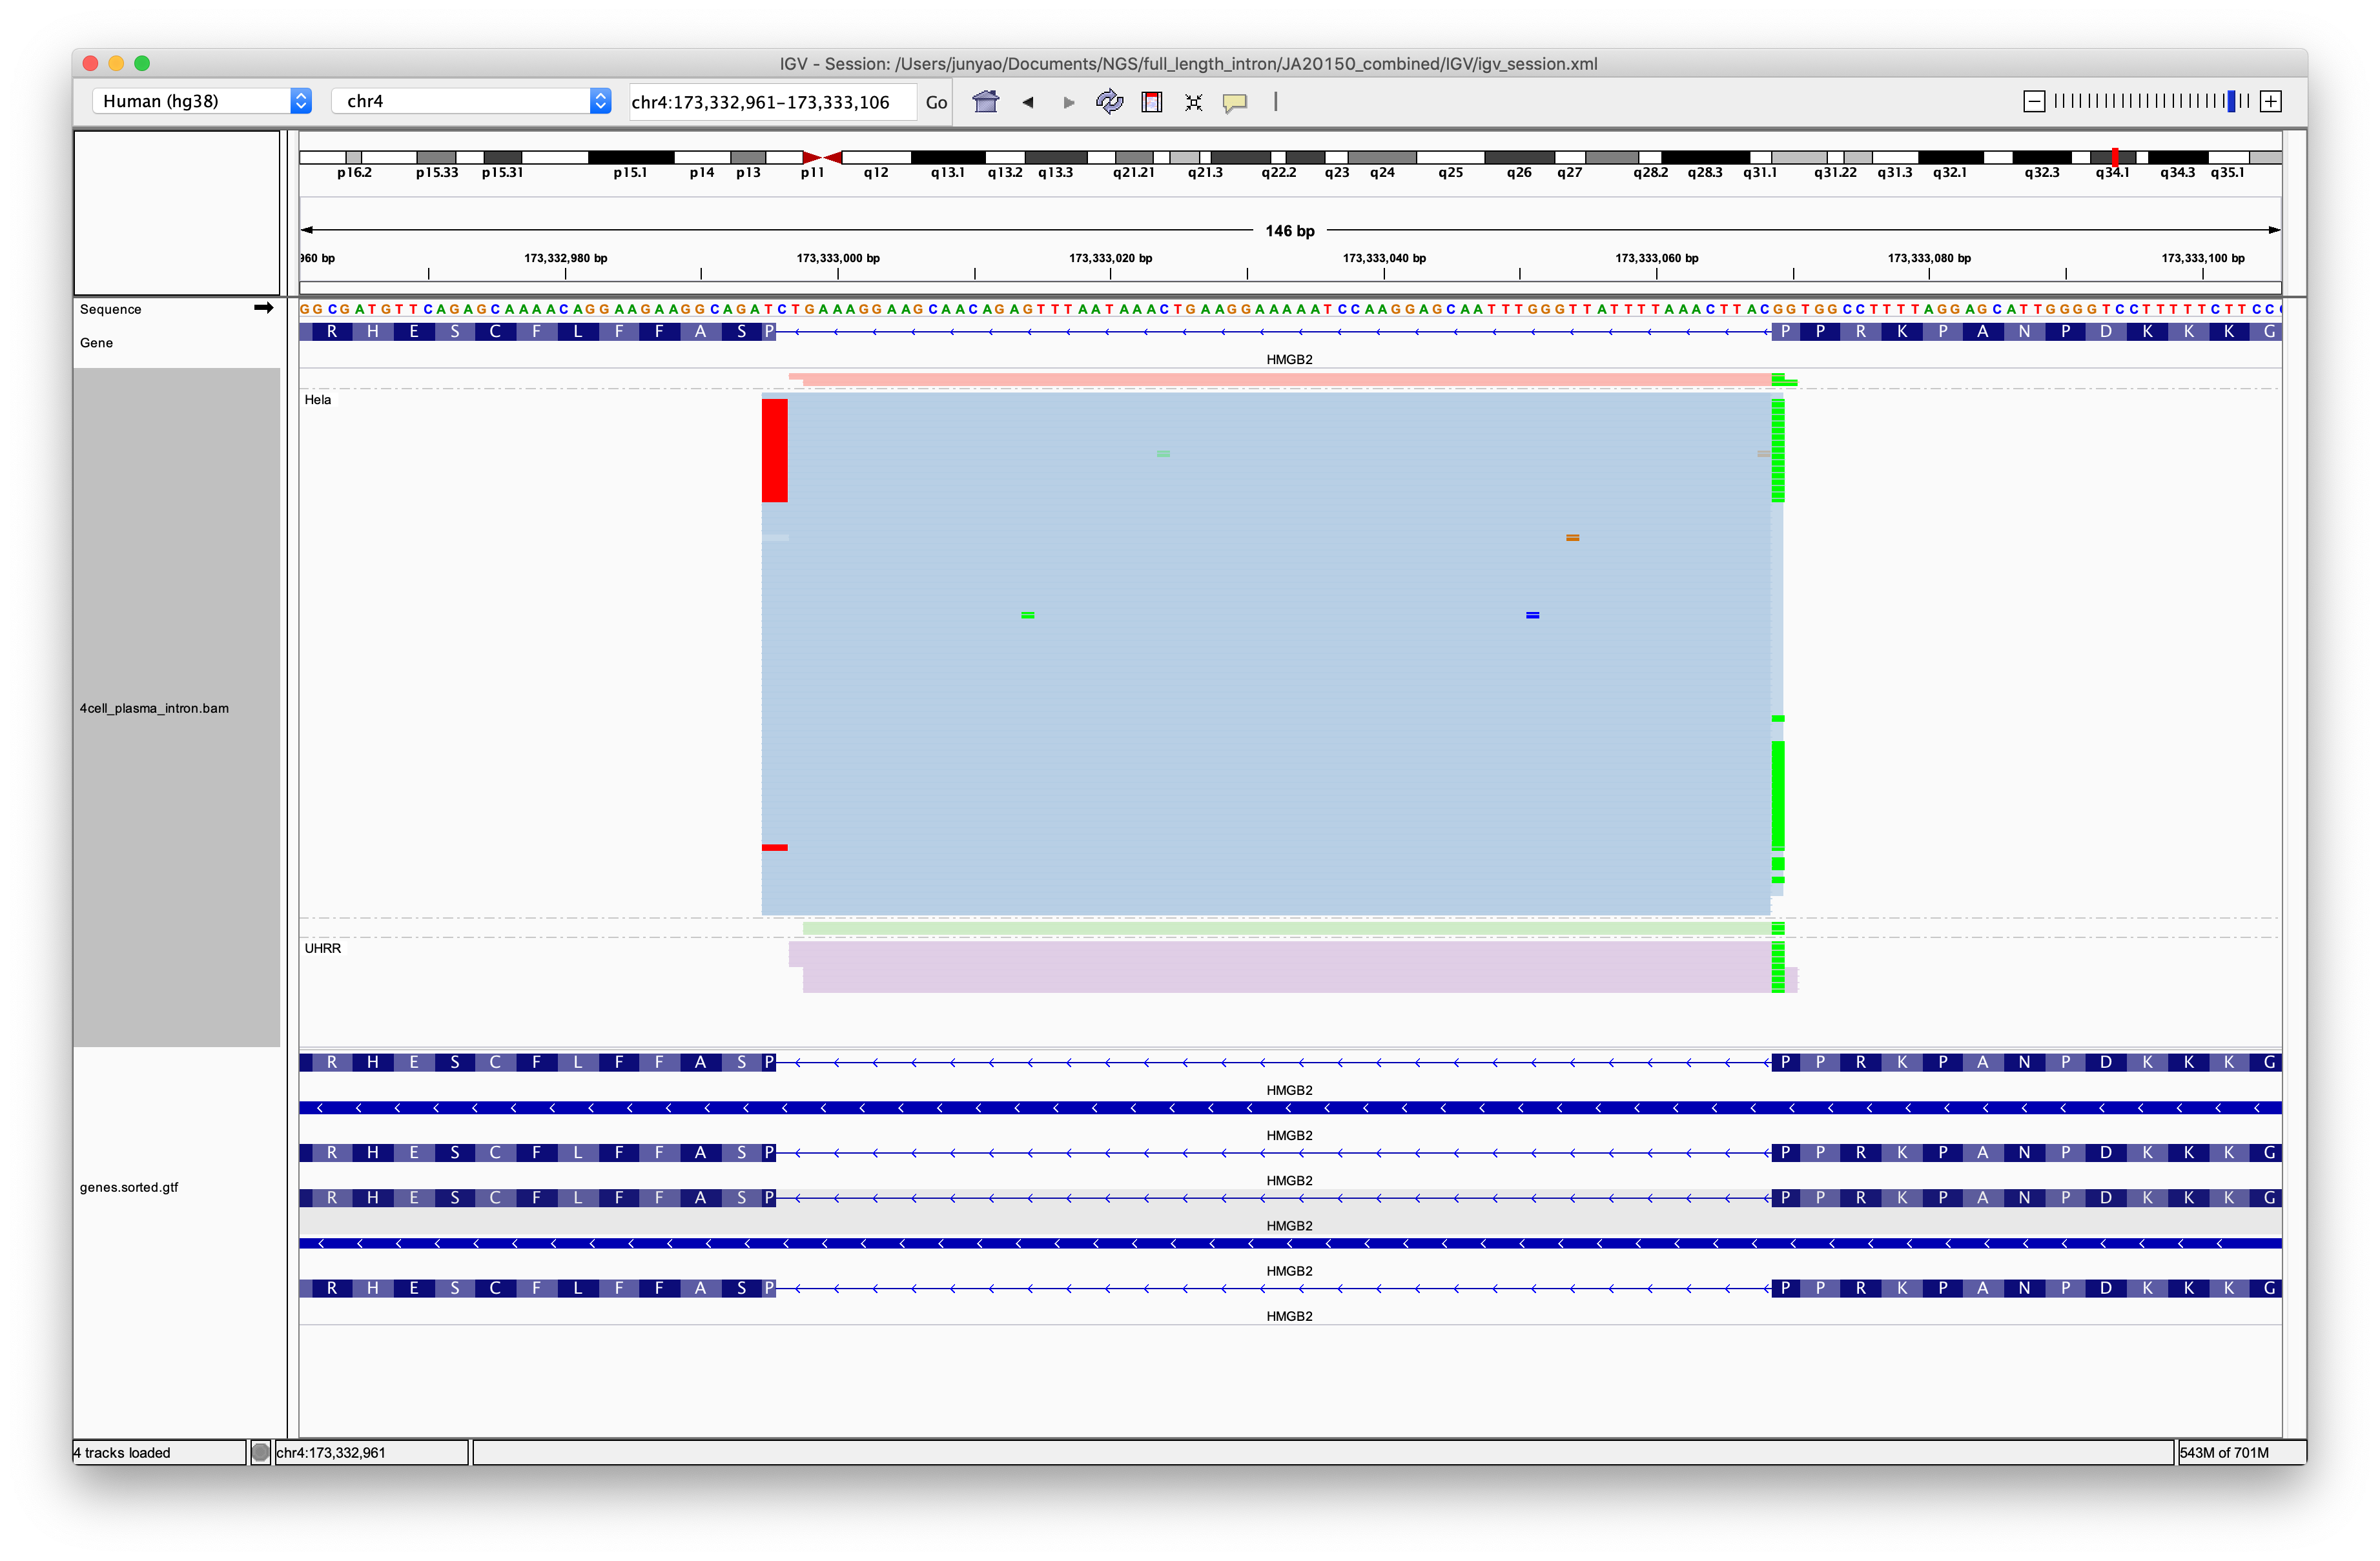 IGV - Session: /Users/junyao/Documents/NGS/full_length_intron/JA20150_combined/IGV/igv_session.xml
Human (hg38) chr4 chr4:173,332,961-173,333,106 Go
p16.2 p15.33 p15.31 p15.1 p14 p13 p11 q12 q13.1 q13.2 q13.3 q21.21 q21.3 q22.2 q23 q24 q25 q26 q27 q28.2 q28.3 q31.1 q31.22 q31.3 q32.1 q32.3 q34.1 q34.3 q35.1
146 bp
960 bp 173,332,980 bp 173,333,000 bp 173,333,020 bp 173,333,040 bp 173,333,060 bp 173,333,080 bp 173,333,100 bp
Sequence GGCGATGTTCAGAGCAAAACAGGAAGAAGGCAGATCTGAAAGGAAGCAACAGAGTTTAATAAACTGAAGGAAAAATCCAAGGAGCAATTTGGGTTATTTTAAACTTACGGTGGCCTTTTAGGAGCATTGGGGTCCTTTTTCTTCC
R H E S C F L F F A S P P P R K P A N P D K K K G
Gene
HMGB2
Hela
4cell_plasma_intron.bam
UHRR
R H E S C F L F F A S P P P R K P A N P D K K K G
HMGB2
HMGB2
R H E S C F L F F A S P P P R K P A N P D K K K G
HMGB2
genes.sorted.gtf
R H E S C F L F F A S P P P R K P A N P D K K K G
HMGB2
HMGB2
R H E S C F L F F A S P P P R K P A N P D K K K G
HMGB2
4 tracks loaded chr4:173,332,961 543M of 701M